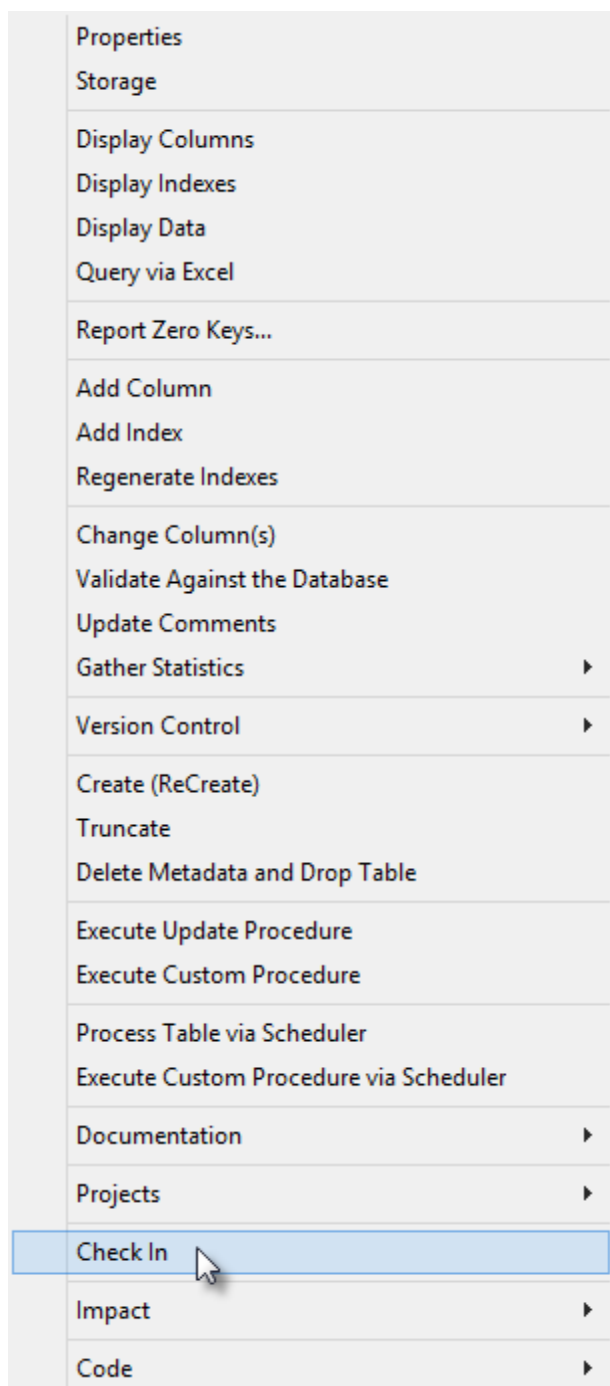 Properties
Storage
Display Columns
Display Indexes
Display Data
Query via Excel
Report Zero Keys...
Add Column
Add Index
Regenerate Indexes
Change Column(s)
Validate Against the Database
Update Comments
Gather Statistics
Version Control
Create (ReCreate)
Truncate
Delete Metadata and Drop Table
Execute Update Procedure
Execute Custom Procedure
Process Table via Scheduler
Execute Custom Procedure via Scheduler
Documentation
Projects
Check In
Impact
Code